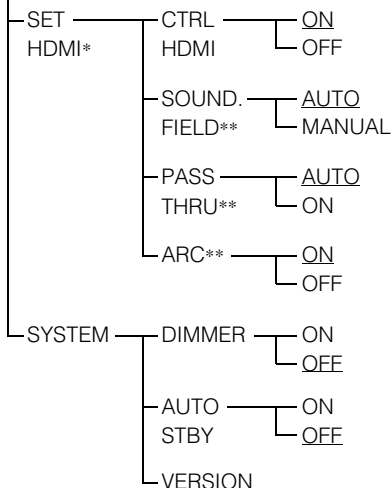 SET HDMI*
CTRL HDMI
ON
OFF
SOUND. FIELD**
AUTO
MANUAL
PASS THRU**
AUTO
ON
ARC**
ON
OFF
SYSTEM
DIMMER
ON
OFF
AUTO STBY
ON
OFF
VERSION